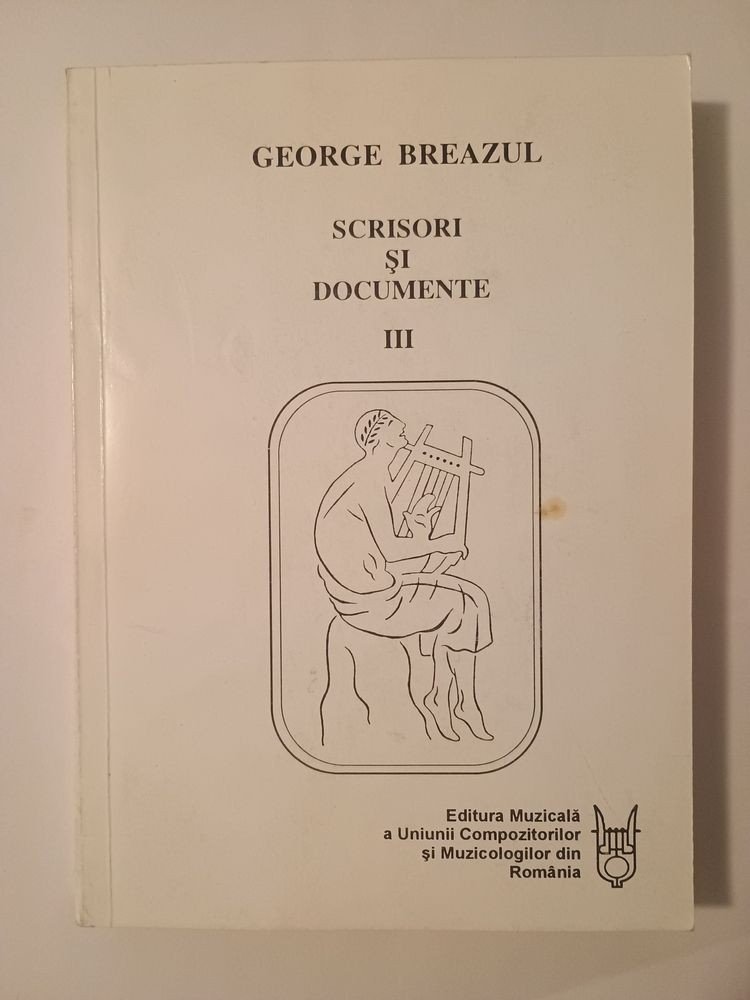 GEORGE BREAZUL
SCRISORI
ŞI
DOCUMENTE
III
Editura Muzicală
a Uniunii Compozitorilor
şi Muzicologilor din
România